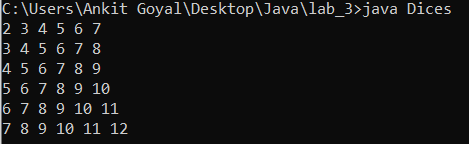 C:\Users\Ankit Goyal\Desktop\Java\lab_3>java Dices
2 3 4 5 6 7
3 4 5 6 7 8
4 5 6 7 8 9
5 6 7 8 9 10
6 7 8 9 10 11
7 8 9 10 11 12